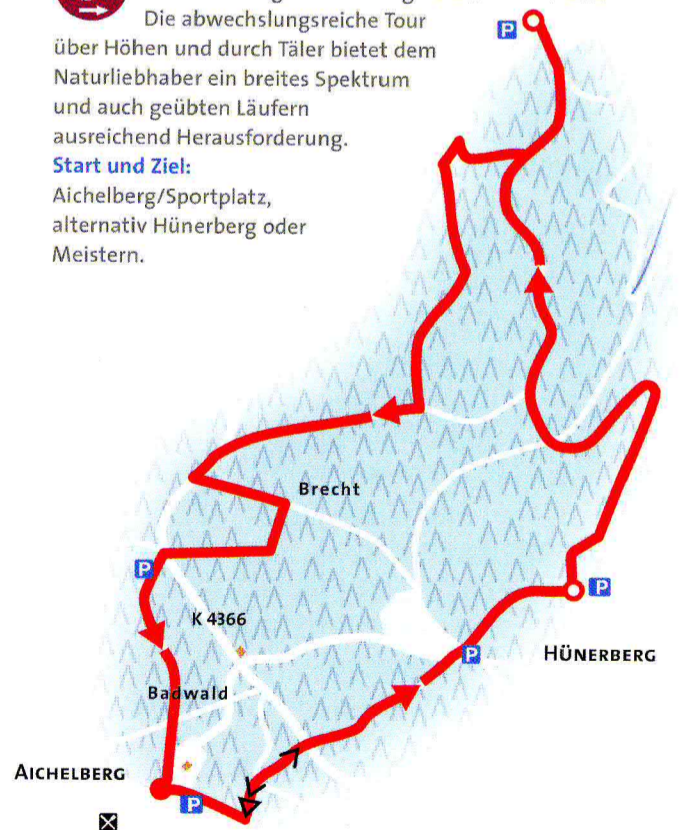 Die abwechslungsreiche Tour
über Höhen und durch Täler bietet dem
Naturliebhaber ein breites Spektrum
und auch geübten Läufern
ausreichend Herausforderung.
Start und Ziel:
Aichelberg/Sportplatz,
alternativ Hünerberg oder
Meistern.
P
Brecht
P
K 4366
P
P
HÜNERBERG
Badwald
AICHELBERG
P